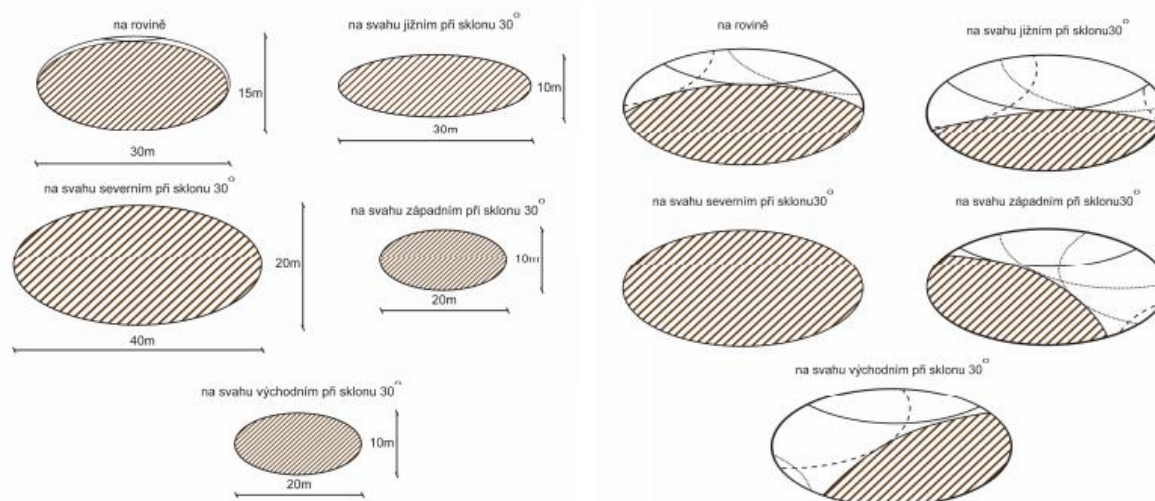 na rovině
15m
30m
na svahu jižním při sklonu 30°
10m
30m
na svahu severním při sklonu 30°
20m
40m
na svahu západním při sklonu 30°
10m
20m
na svahu východním při sklonu 30°
10m
20m
na rovině
na svahu jižním při sklonu30°
na svahu severním při sklonu30°
na svahu západním při sklonu30°
na svahu východním při sklonu 30°